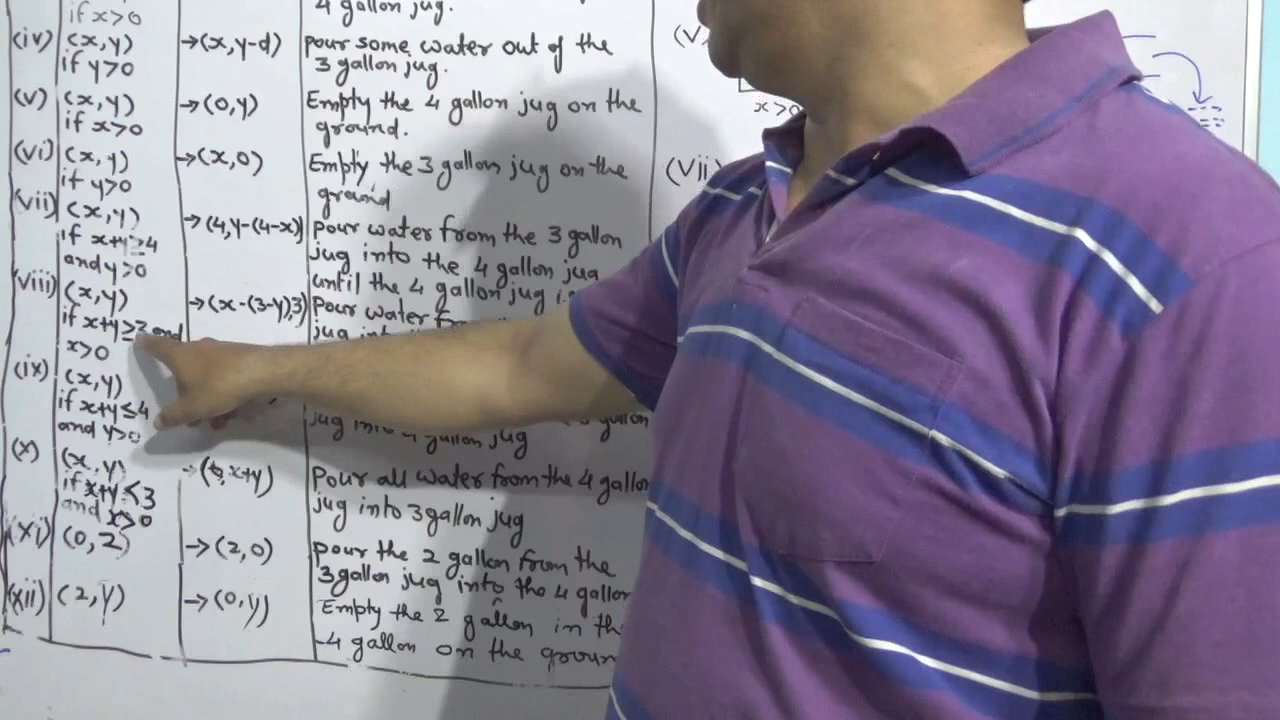 if x>0
4 gallon jug.
(iv) (x,y) →(x,y-d) pour some water out of the
if y>0 3 gallon jug.
(v) (x,y) →(0,y) Empty the 4 gallon jug on the
if x>0 ground.
(vi) (x,y) →(x,0) Empty the 3 gallon jug on the
if y>0 ground
(vii) (x,y) →(4,y-(4-x)) pour water from the 3 gallon
if x+y≥4 jug into the 4 gallon jug
and y>0 until the 4 gallon jug
(viii) (x,y) →(x-(3-y),3) pour water
if x+y≥3 and jug
x>0
(ix) (x,y)
if x+y≤4 gallon
and y>0 jug into 4 gallon jug
(x) (x,y) →(0,x+y) Pour all water from the 4 gallon
if x+y≤3 jug into 3 gallon jug
and x>0
(xi) (0,2) →(2,0) pour the 2 gallon from the
3 gallon jug into the 4 gallon
(xii) (2,y) →(0,y) Empty the 2 gallon in the
-4 gallon on the
(v)
x>0
(vii)